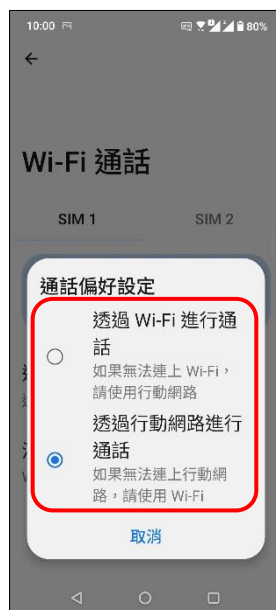 10:00
80%
Wi-Fi 通話
SIM 1
SIM 2
通話偏好設定
透過 Wi-Fi 進行通
話
如果無法連上 Wi-Fi，
請使用行動網路
透過行動網路進行
通話
如果無法連上行動網
路，請使用 Wi-Fi
取消